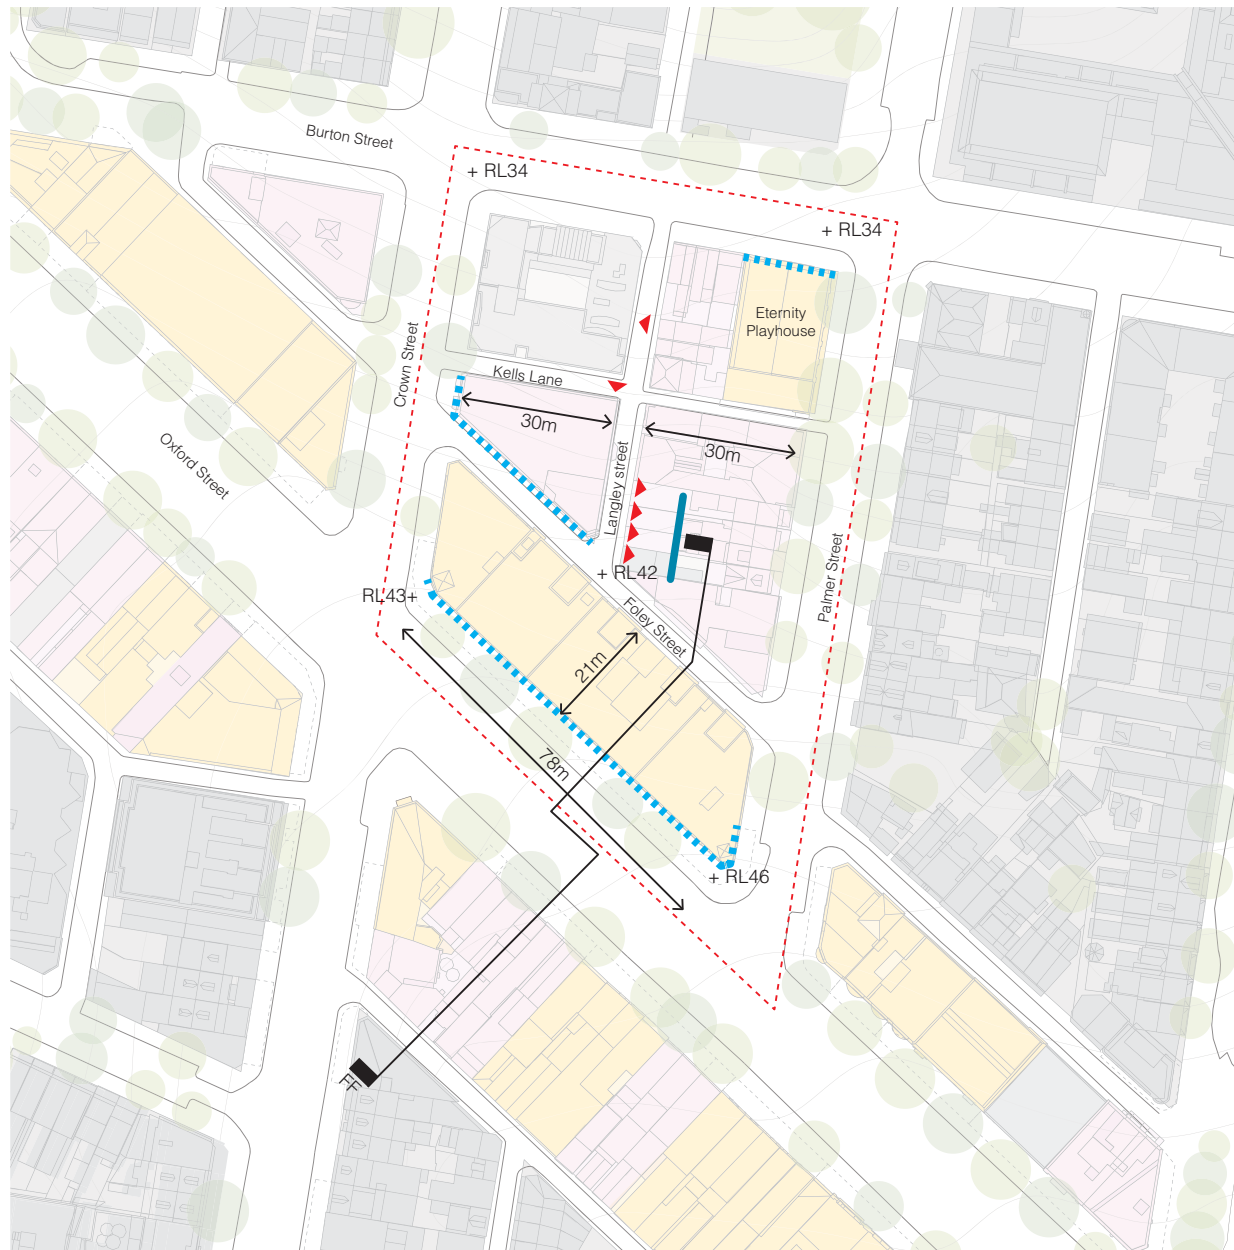 Burton Street
+ RL34
+ RL34
Eternity
Playhouse
Crown Street
Kells Lane
30m
30m
Oxford Street
Langley street
Palmer Street
+ RL42
RL43+
Foley Street
21m
78m
+ RL46
FF